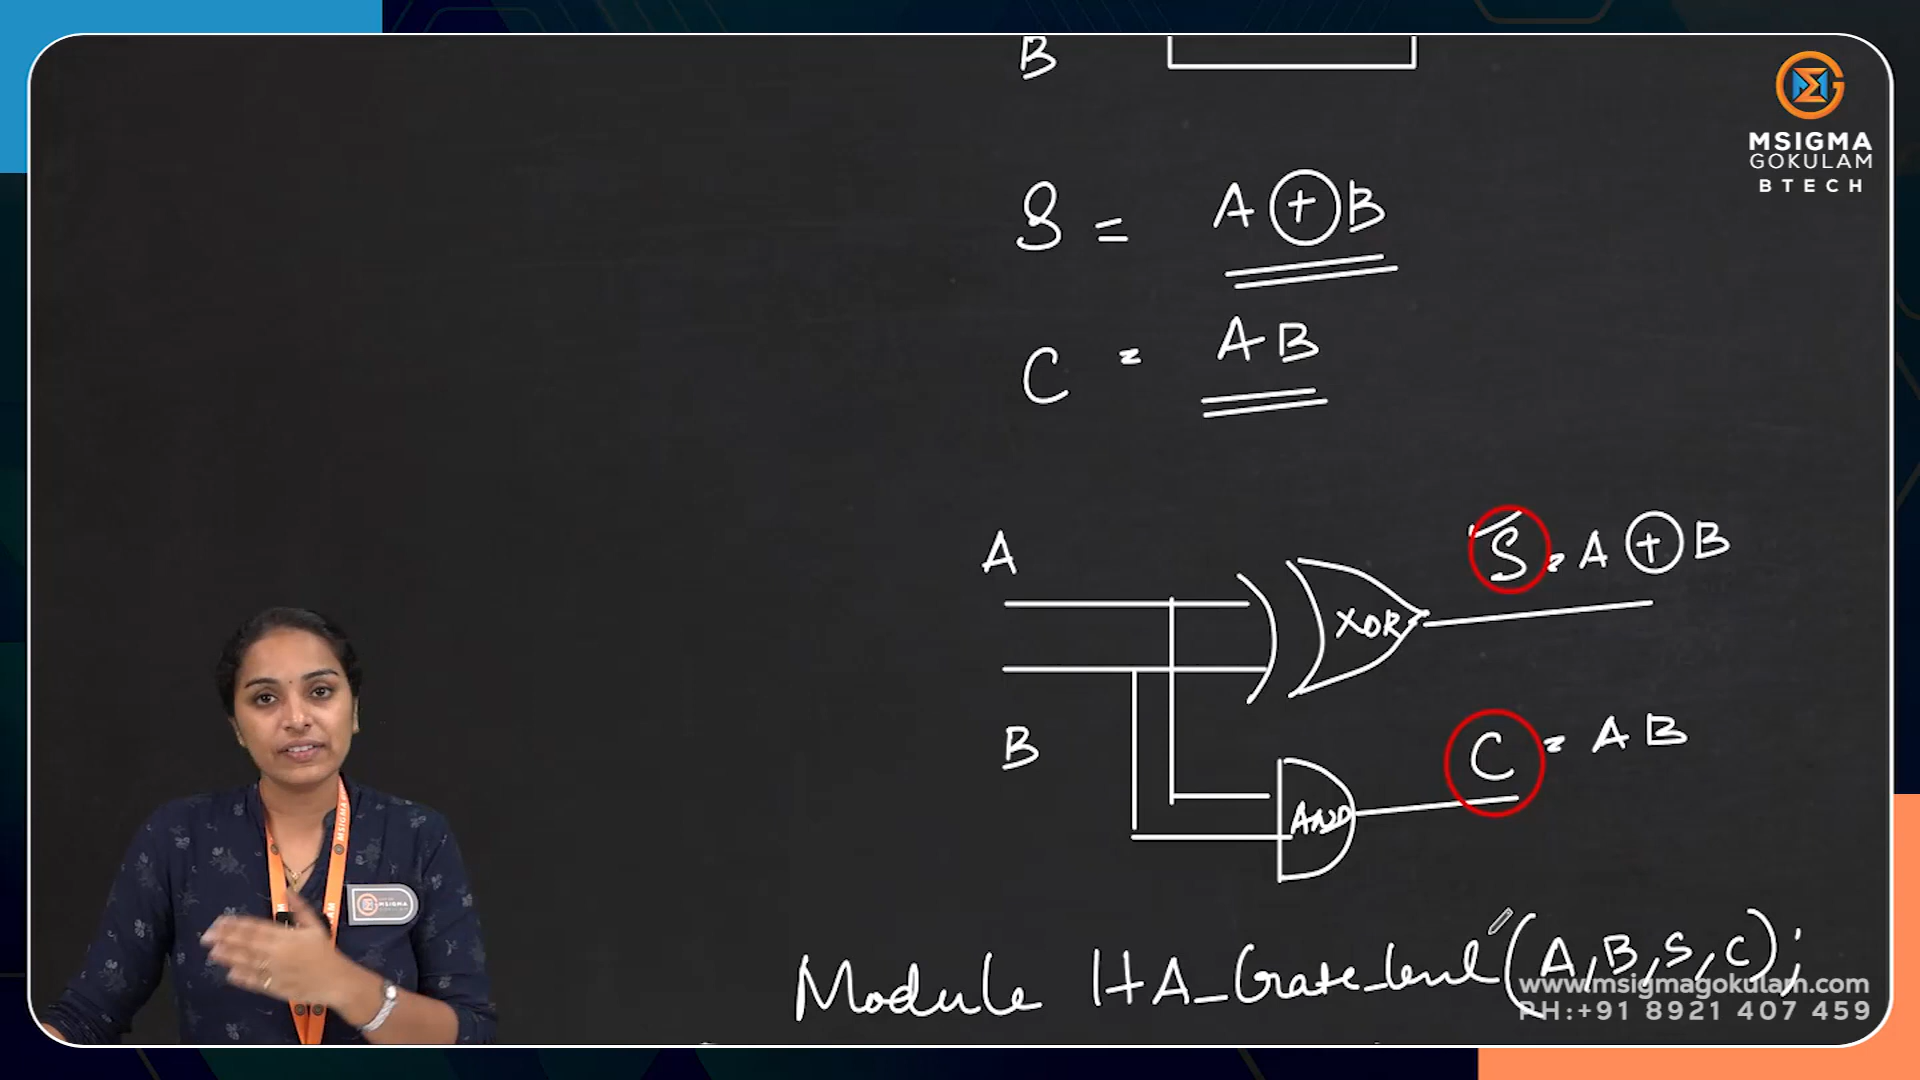 B
MSIGMA
GOKULAM
BTECH
S = A ⊕ B
C = AB
A
S = A ⊕ B
XOR
B
C = AB
AND
Module HA_Gate_level (A, B, S, C);
www.msigmagokulam.com
PH:+91 8921 407 459